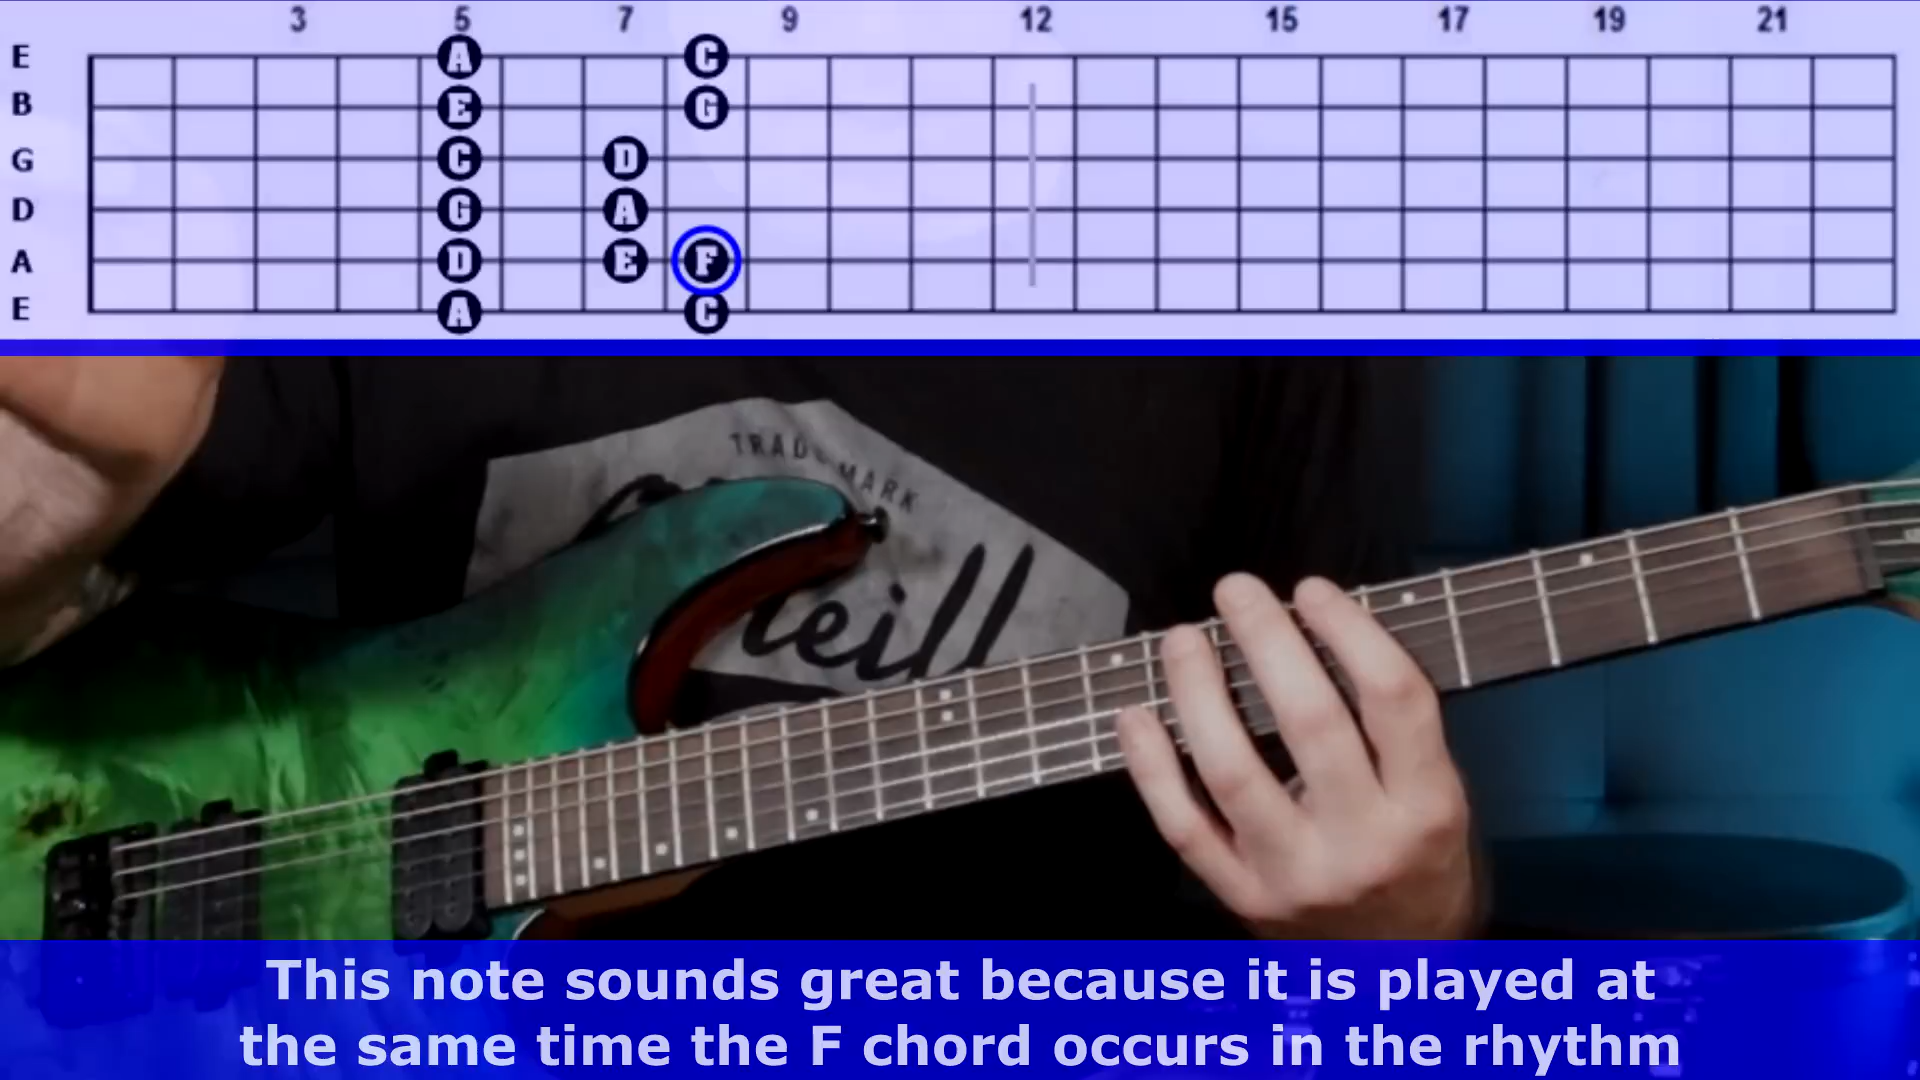 3 5 7 9 12 15 17 19 21
E A C
B E G
G C D
D G A
A D E F
E A C
TRADEMARK
This note sounds great because it is played at
the same time the F chord occurs in the rhythm